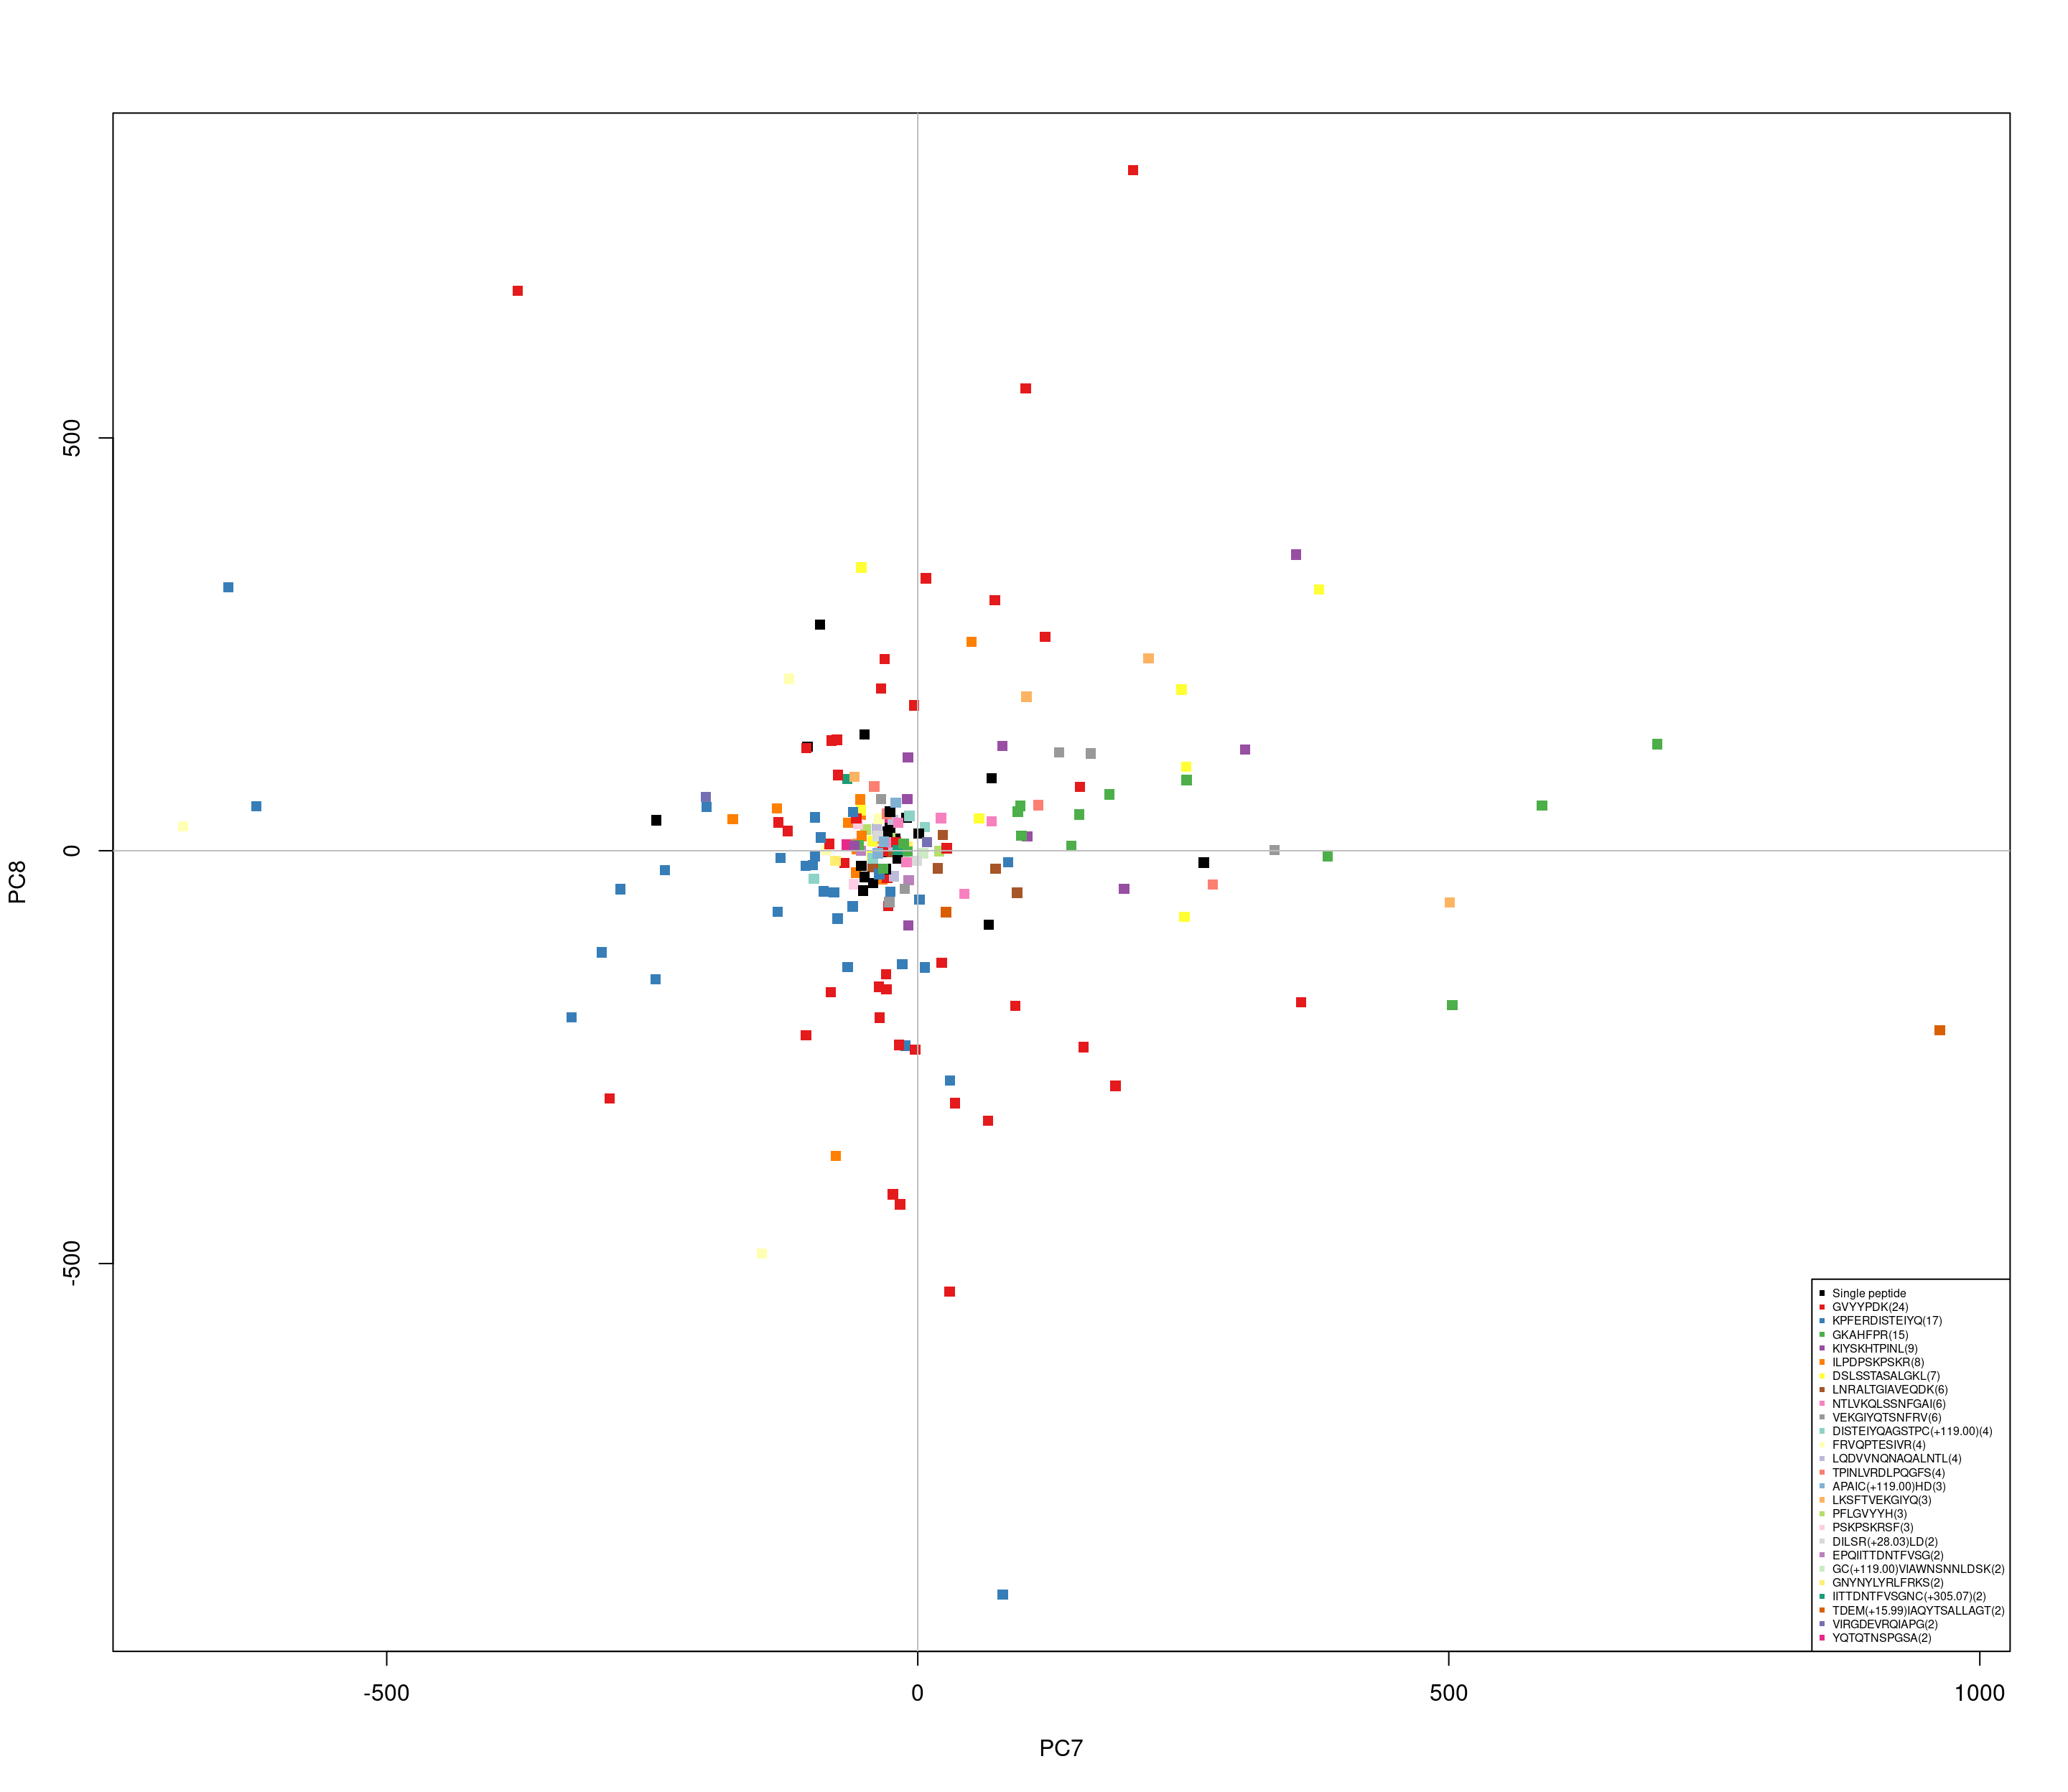 500
0
-500
PC8
-500
0
500
1000
PC7
Single peptide
GVYYPDK(24)
KPFERDISTEIYQ(17)
GKAHFPR(15)
KIYSKHTPINL(9)
ILPDPSKPSKR(8)
DSLSSTASALGKL(7)
LNRALTGIAVEQDK(6)
NTLVKQLSSNFGAI(6)
VEKGIYQTSNFRV(6)
DISTEIYQAGSTPC(+119.00)(4)
FRVQPTESIVR(4)
LQDVVNQNAQALNTL(4)
TPINLVRDLPQGFS(4)
APAIC(+119.00)HD(3)
LKSFTVEKGIYQ(3)
PFLGVYYH(3)
PSKPSKRSF(3)
DILSR(+28.03)LD(2)
EPQIITTDNTFVSG(2)
GC(+119.00)VIAWNSNNLDSK(2)
GNYNYLYRLFRKS(2)
IITTDNTFVSGNC(+305.07)(2)
TDEM(+15.99)IAQYTSALLAGT(2)
VIRGDEVRQIAPG(2)
YQTQTNSPGSA(2)